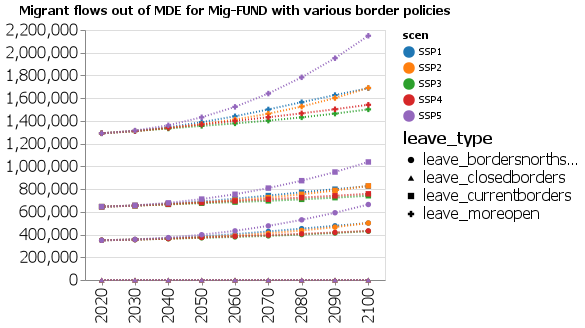 Migrant flows out of MDE for Mig-FUND with various border policies
2,200,000
2,000,000
1,800,000
1,600,000
1,400,000
1,200,000
1,000,000
800,000
600,000
400,000
200,000
0
2020
2030
2040
2050
2060
2070
2080
2090
2100
scen
SSP1
SSP2
SSP3
SSP4
SSP5
leave_type
leave_bordersnorths...
leave_closedborders
leave_currentborders
leave_moreopen